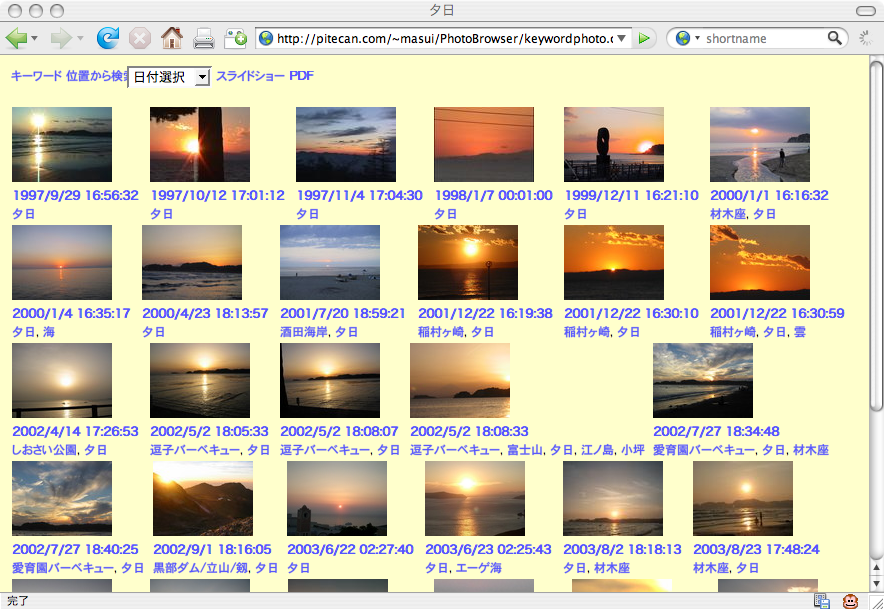 夕日
http://pitecan.com/~masui/PhotoBrowser/keywordphoto.c
shortname
キーワード 位置から検索 日付選択 スライドショー PDF
1997/9/29 16:56:32 1997/10/12 17:01:12 1997/11/4 17:04:30 1998/1/7 00:01:00 1999/12/11 16:21:10 2000/1/1 16:16:32
夕日 夕日 夕日 夕日 夕日 材木座, 夕日
2000/1/4 16:35:17 2000/4/23 18:13:57 2001/7/20 18:59:21 2001/12/22 16:19:38 2001/12/22 16:30:10 2001/12/22 16:30:59
夕日, 海 夕日 酒田海岸, 夕日 稲村ヶ崎, 夕日 稲村ヶ崎, 夕日 稲村ヶ崎, 夕日, 雲
2002/4/14 17:26:53 2002/5/2 18:05:33 2002/5/2 18:08:07 2002/5/2 18:08:33 2002/7/27 18:34:48
しおさい公園, 夕日 逗子バーベキュー, 夕日 逗子バーベキュー, 夕日 逗子バーベキュー, 富士山, 夕日, 江ノ島, 小坪 愛育園バーベキュー, 夕日, 材木座
2002/7/27 18:40:25 2002/9/1 18:16:05 2003/6/22 02:27:40 2003/6/23 02:25:43 2003/8/2 18:18:13 2003/8/23 17:48:24
愛育園バーベキュー, 夕日 黒部ダム/立山/剱, 夕日 夕日 夕日, エーゲ海 夕日, 材木座 材木座, 夕日
完了